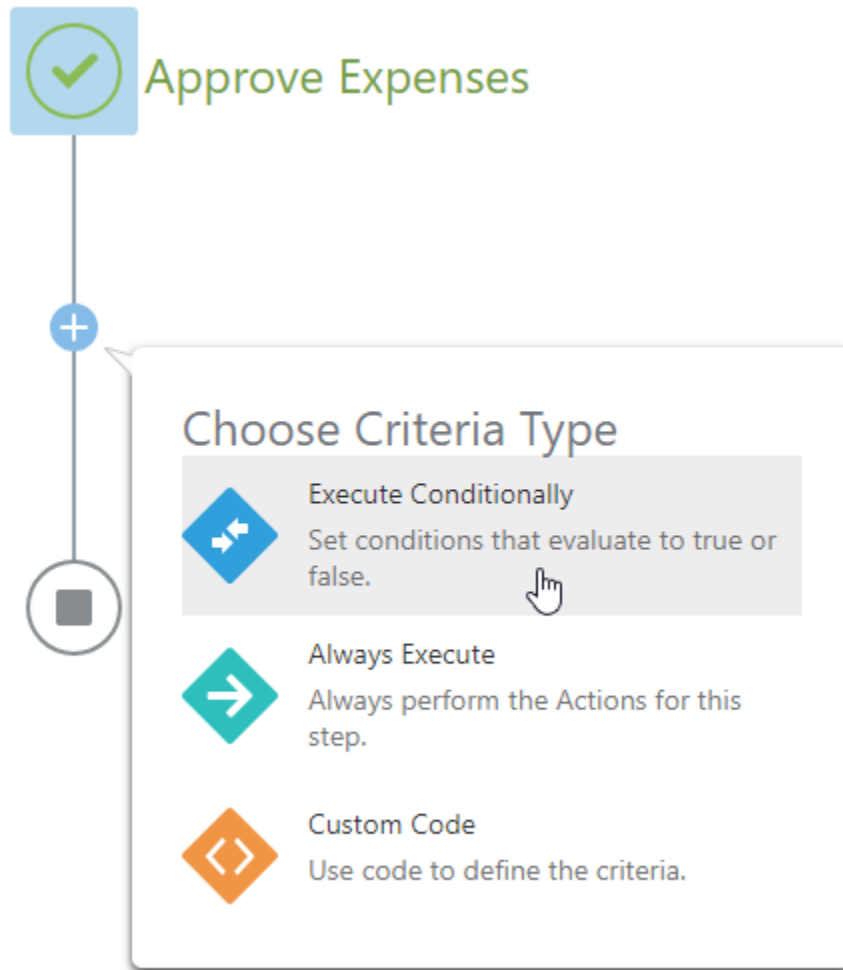 Approve Expenses
Choose Criteria Type
Execute Conditionally
Set conditions that evaluate to true or
false.
Always Execute
Always perform the Actions for this
step.
Custom Code
Use code to define the criteria.